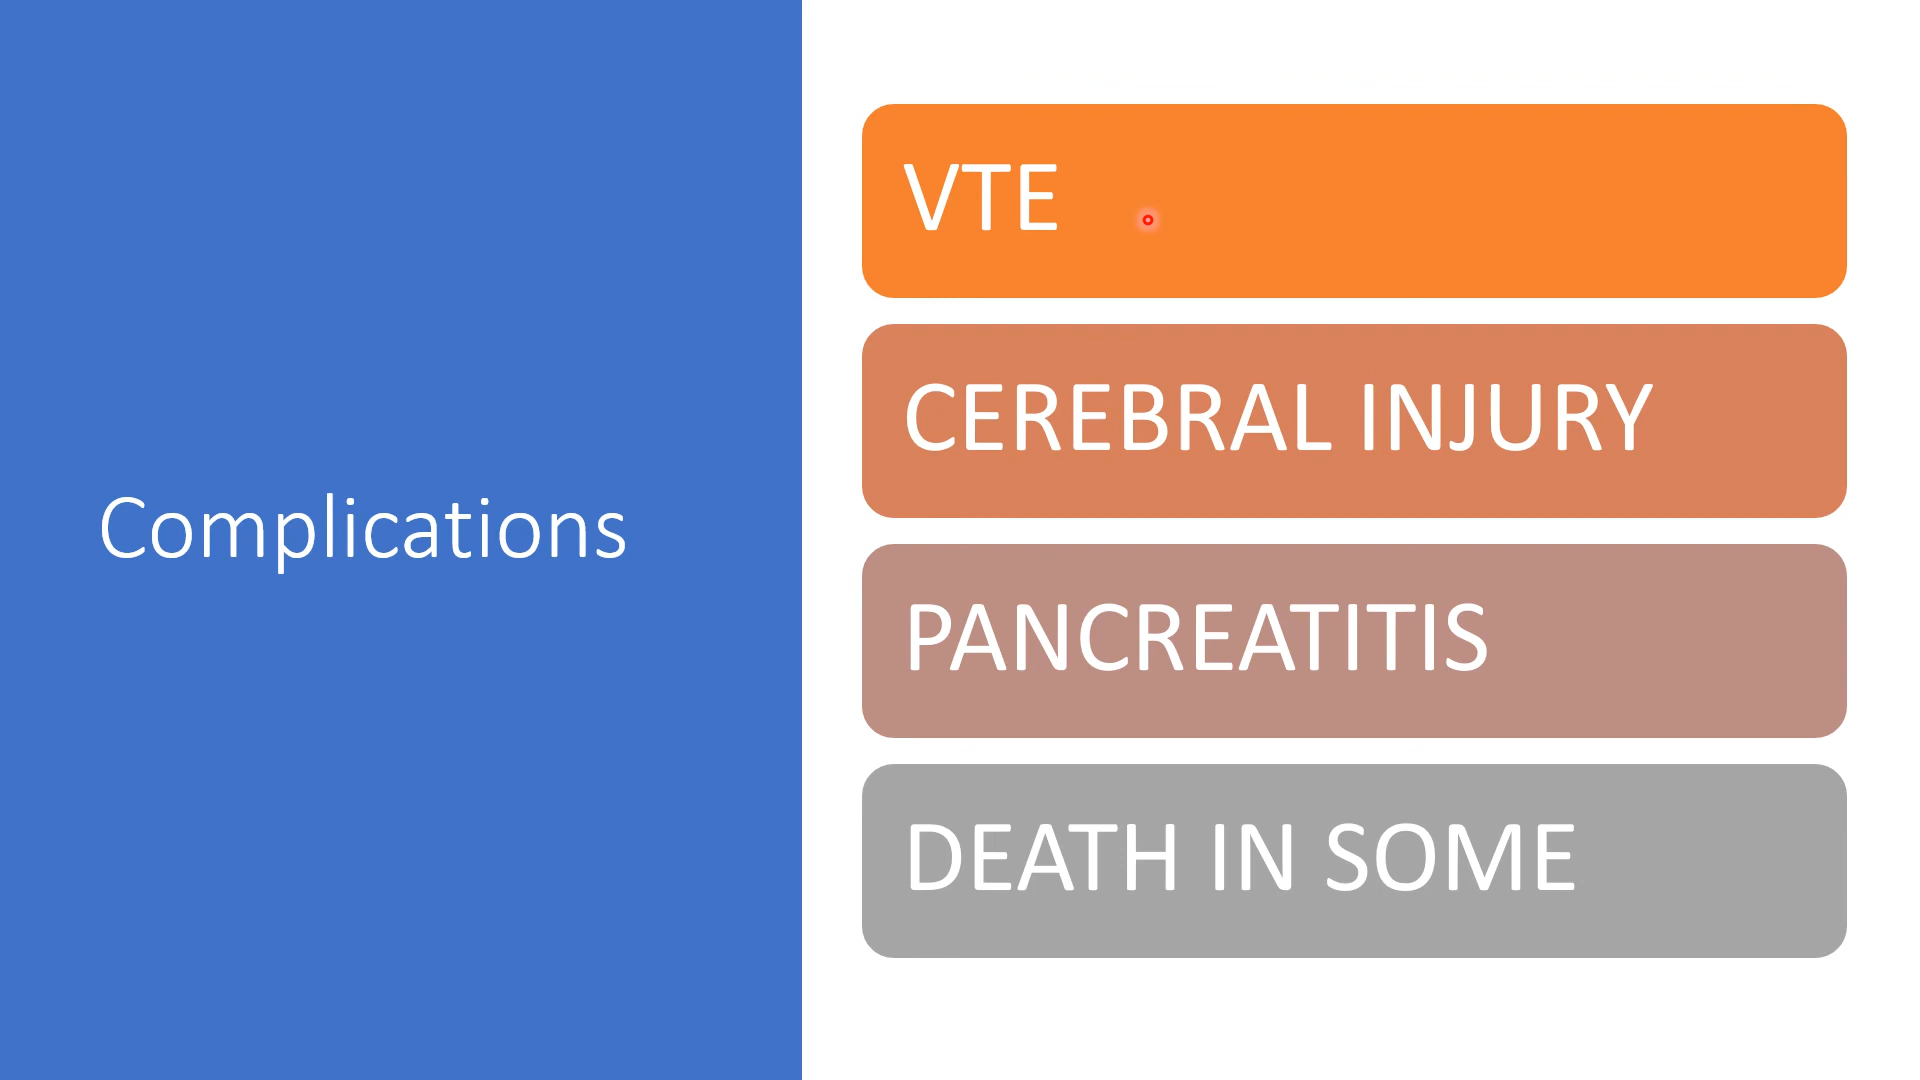 Complications
VTE
CEREBRAL INJURY
PANCREATITIS
DEATH IN SOME